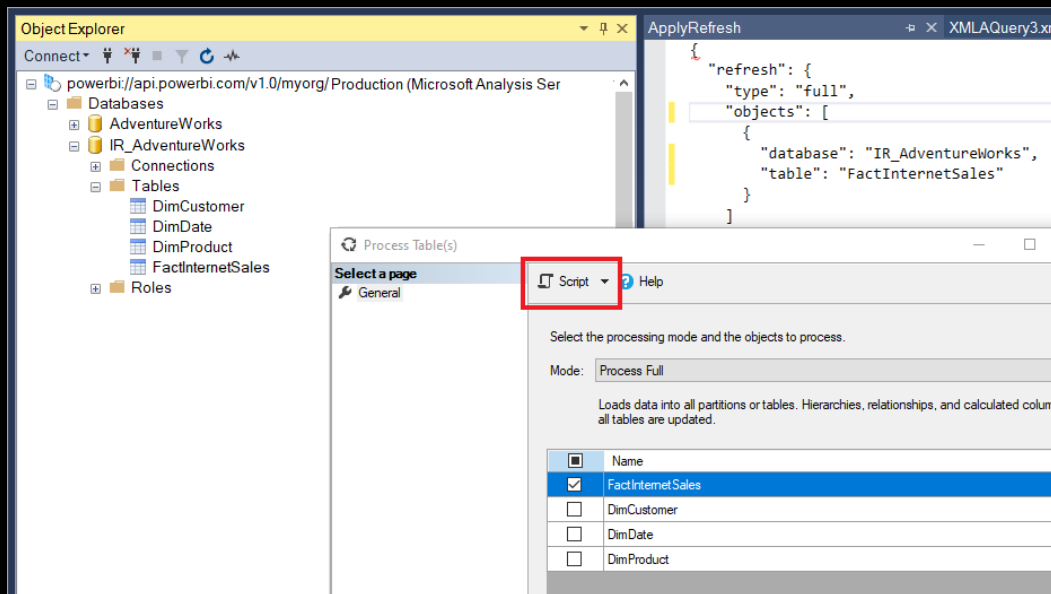 Object Explorer
Connect
powerbi://api.powerbi.com/v1.0/myorg/Production (Microsoft Analysis Ser
Databases
AdventureWorks
IR_AdventureWorks
Connections
Tables
DimCustomer
DimDate
DimProduct
FactInternetSales
Roles
ApplyRefresh
XMLAQuery3.xm
{
"refresh": {
"type": "full",
"objects": [
{
"database": "IR_AdventureWorks",
"table": "FactInternetSales"
}
]
Process Table(s)
Select a page
General
Script
Help
Select the processing mode and the objects to process.
Mode: Process Full
Loads data into all partitions or tables. Hierarchies, relationships, and calculated colum
all tables are updated.
Name
FactInternetSales
DimCustomer
DimDate
DimProduct